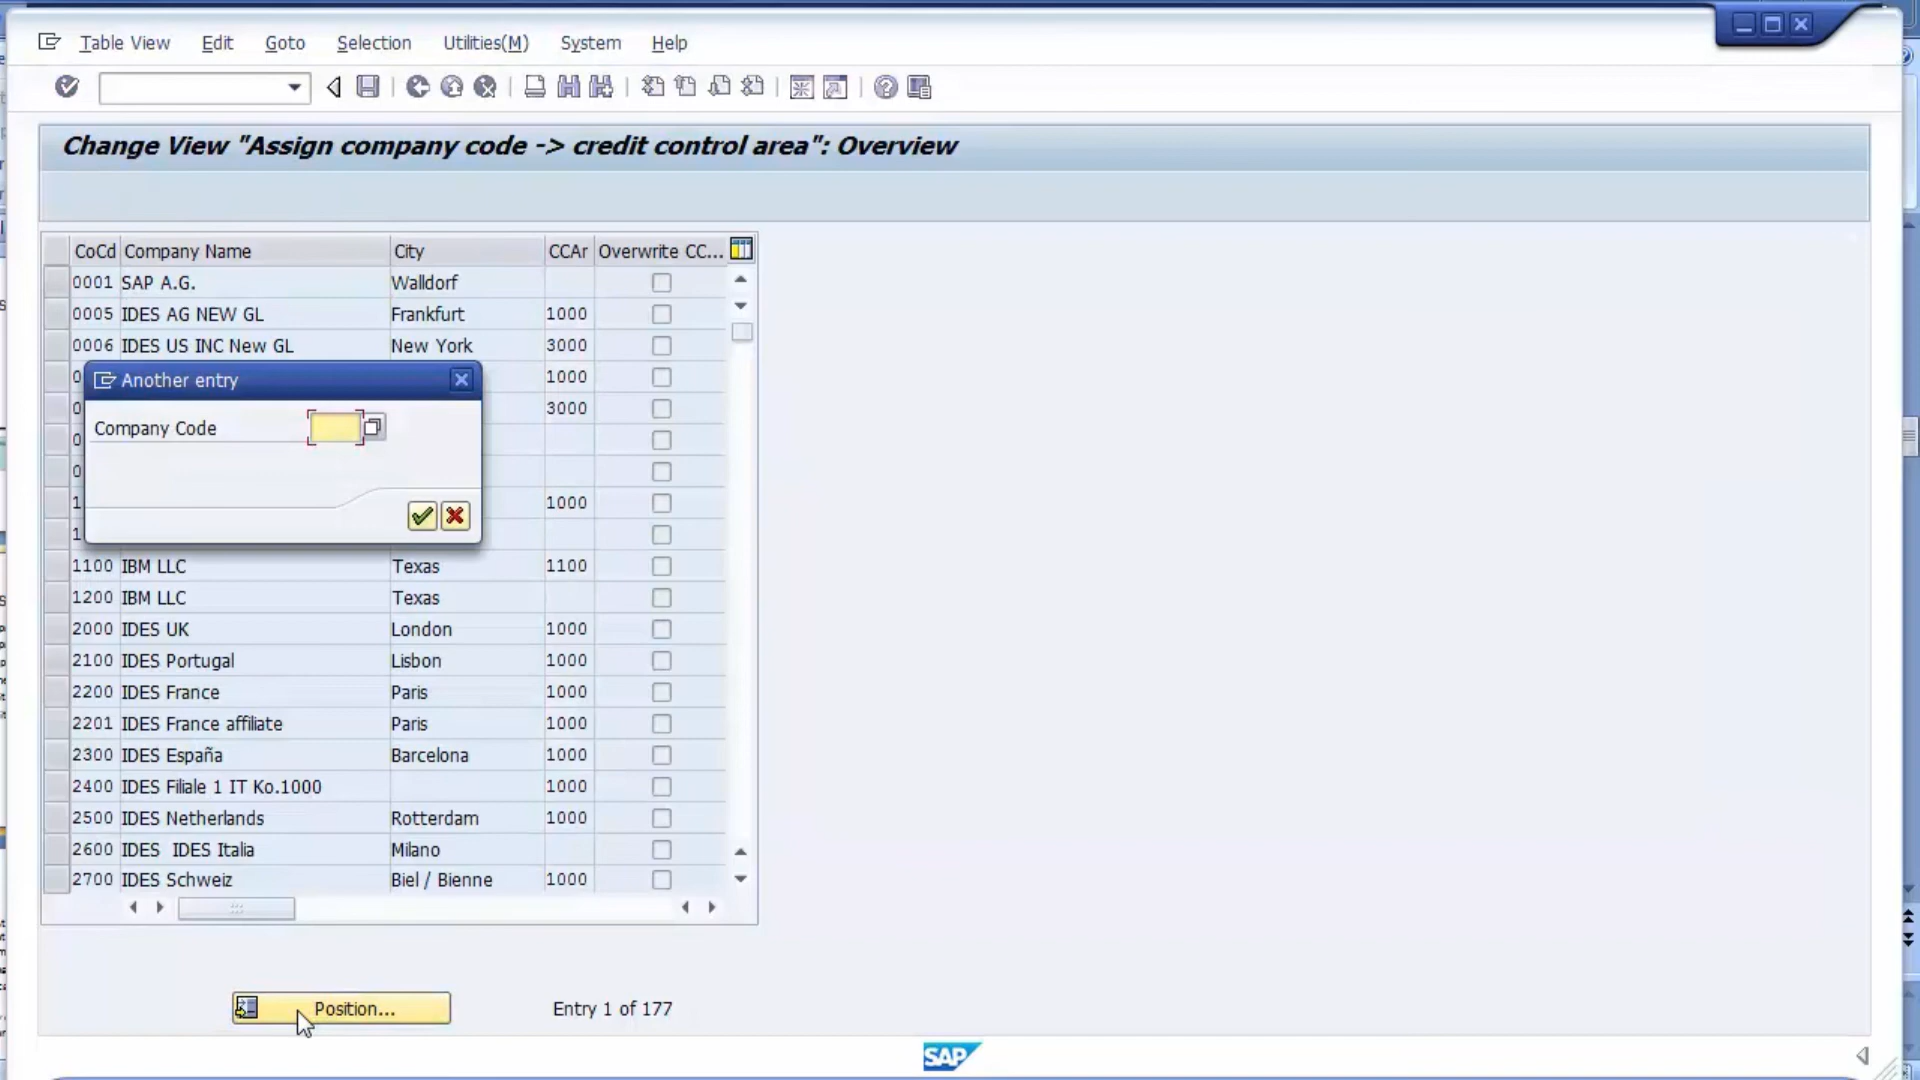 Table View Edit Goto Selection Utilities(M) System Help
Change View "Assign company code -> credit control area": Overview
CoCd Company Name City CCAr Overwrite CC...
0001 SAP A.G. Walldorf
0005 IDES AG NEW GL Frankfurt 1000
0006 IDES US INC New GL New York 3000
0 1000
Another entry
0 3000
Company Code
0
0
1 1000
1
1100 IBM LLC Texas 1100
1200 IBM LLC Texas
2000 IDES UK London 1000
2100 IDES Portugal Lisbon 1000
2200 IDES France Paris 1000
2201 IDES France affiliate Paris 1000
2300 IDES España Barcelona 1000
2400 IDES Filiale 1 IT Ko.1000 1000
2500 IDES Netherlands Rotterdam 1000
2600 IDES IDES Italia Milano
2700 IDES Schweiz Biel / Bienne 1000
Position... Entry 1 of 177
SAP